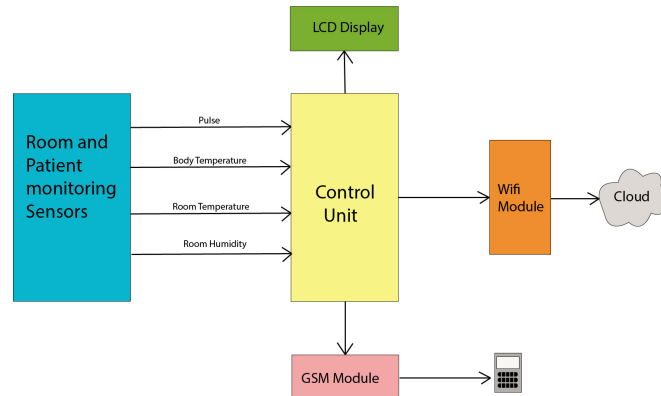 LCD Display
Room and
Patient
monitoring
Sensors
Pulse
Body Temperature
Room Temperature
Room Humidity
Control
Unit
Wifi
Module
Cloud
GSM Module